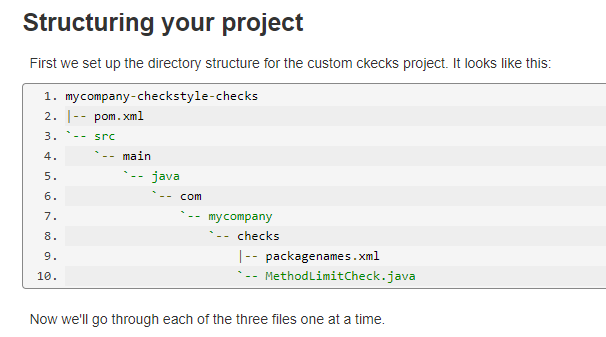 Structuring your project
First we set up the directory structure for the custom ckecks project. It looks like this:
1. mycompany-checkstyle-checks
2. |-- pom.xml
3. `-- src
4.     `-- main
5.         `-- java
6.             `-- com
7.                 `-- mycompany
8.                     `-- checks
9.                         |-- packagenames.xml
10.                         `-- MethodLimitCheck.java
Now we'll go through each of the three files one at a time.